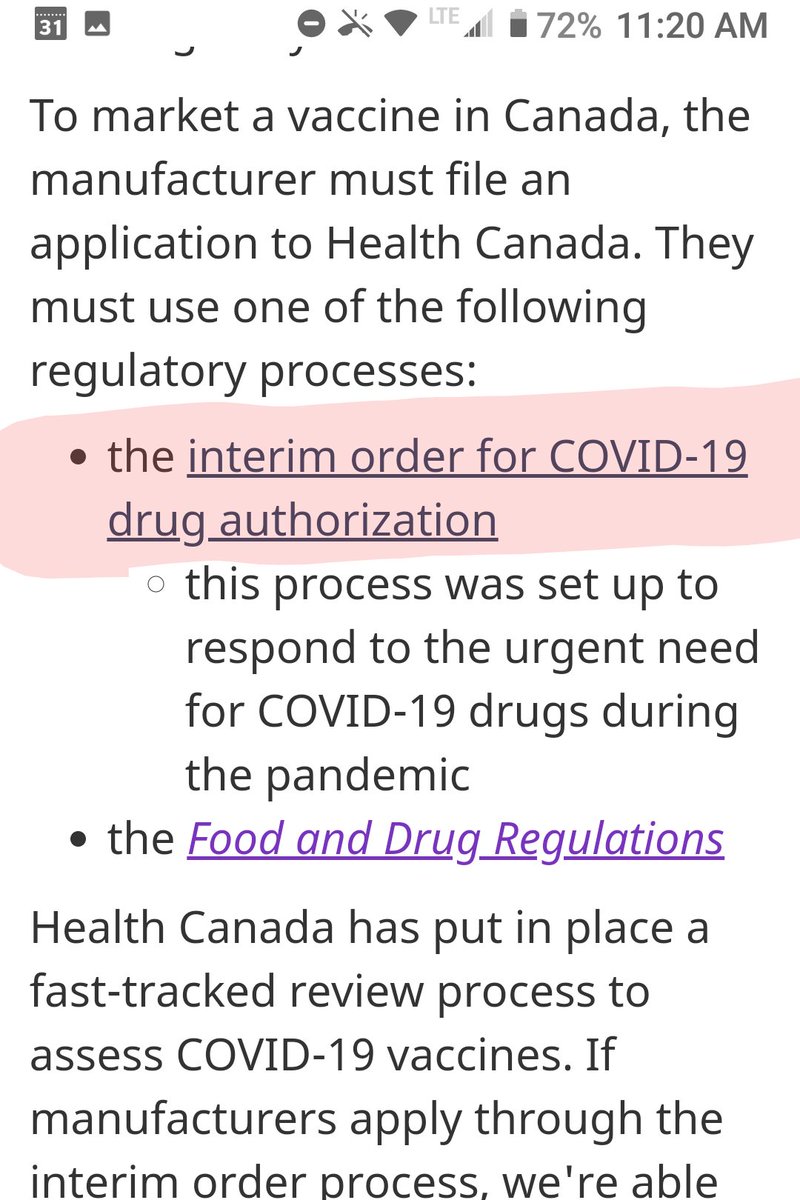 31 LTE 72% 11:20 AM
To market a vaccine in Canada, the
manufacturer must file an
application to Health Canada. They
must use one of the following
regulatory processes:
• the interim order for COVID-19
drug authorization
○ this process was set up to
respond to the urgent need
for COVID-19 drugs during
the pandemic
• the Food and Drug Regulations
Health Canada has put in place a
fast-tracked review process to
assess COVID-19 vaccines. If
manufacturers apply through the
interim order process, we're able